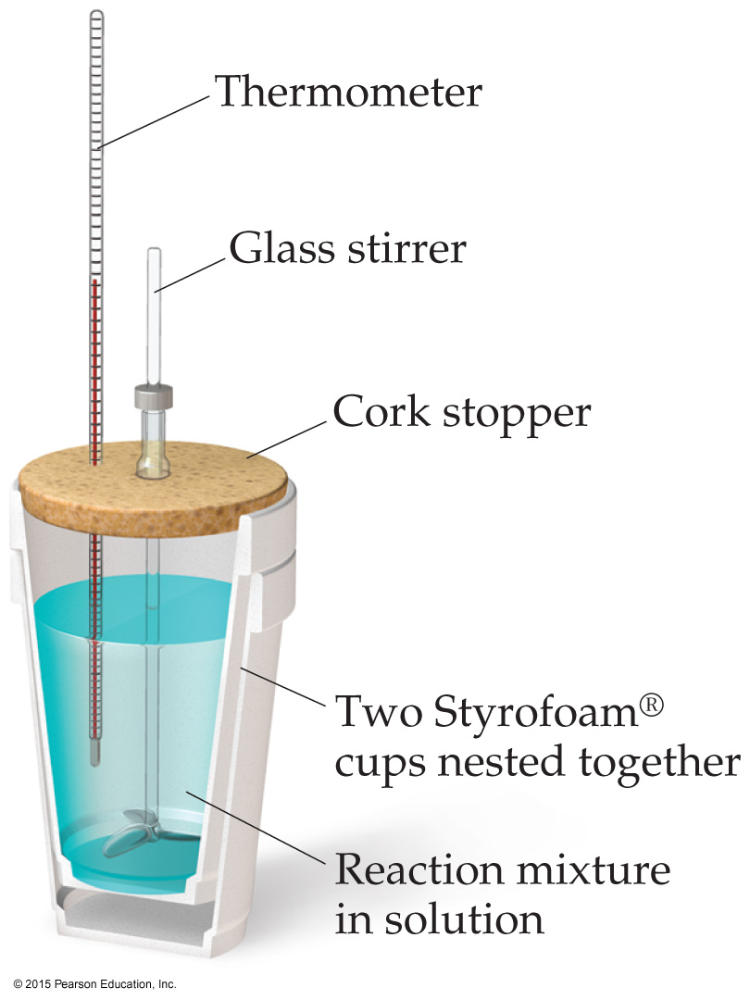 Thermometer
Glass stirrer
Cork stopper
Two Styrofoam®
cups nested together
Reaction mixture
in solution
© 2015 Pearson Education, Inc.